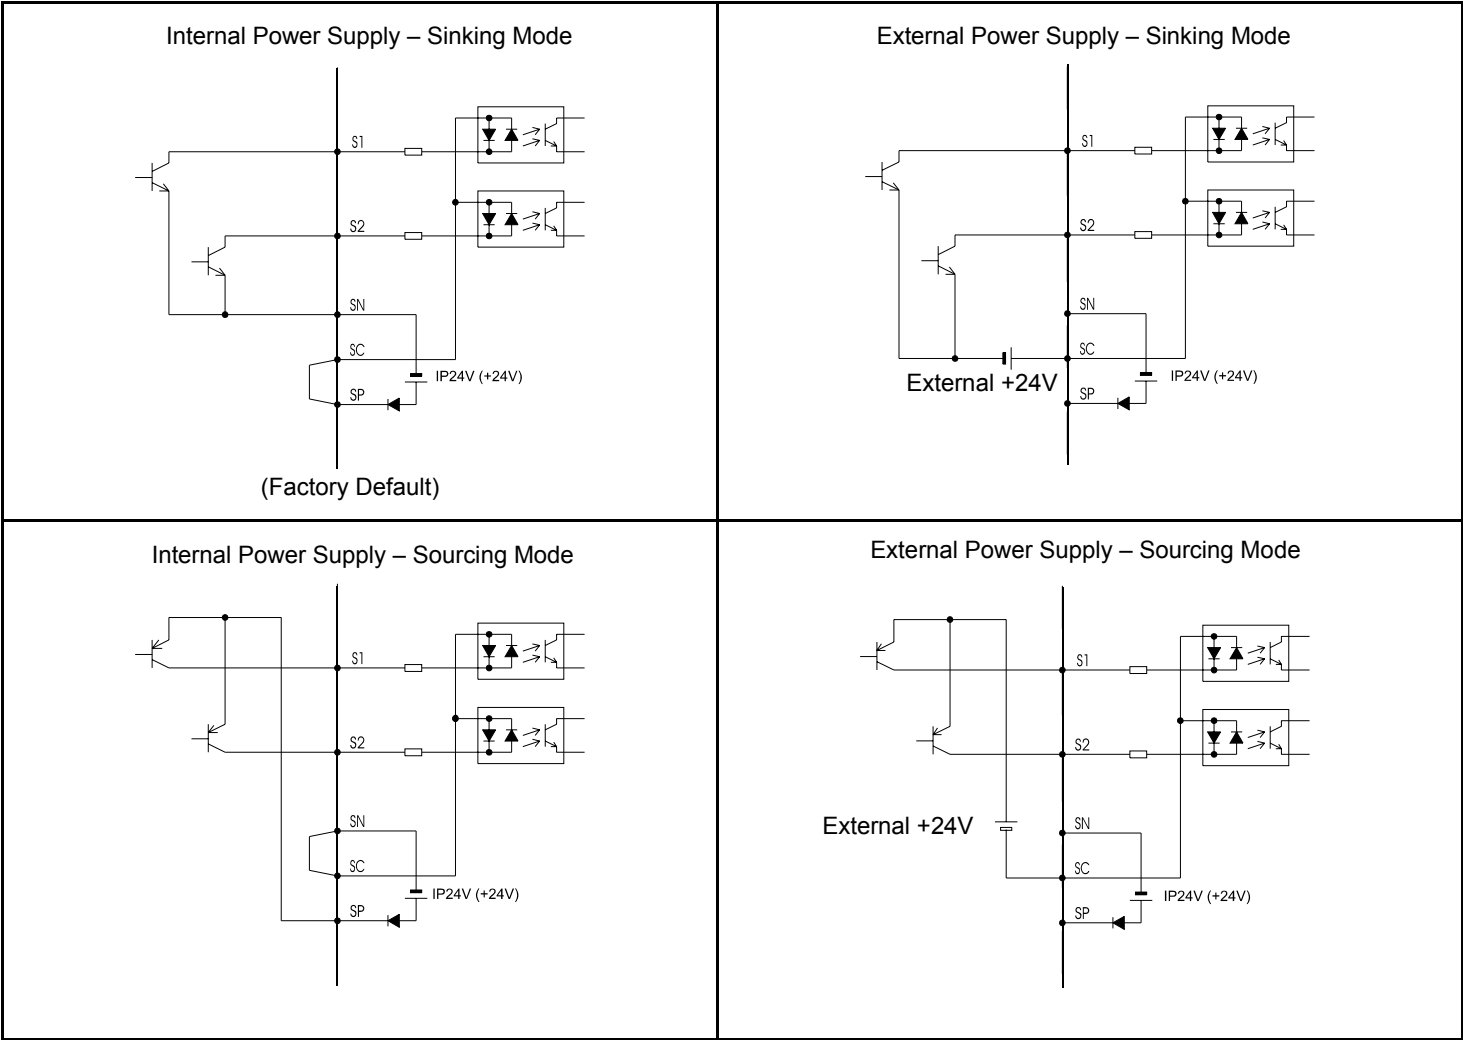 Internal Power Supply – Sinking Mode
S1
S2
SN
SC
IP24V (+24V)
SP
(Factory Default)
External Power Supply – Sinking Mode
S1
S2
SN
SC
External +24V
IP24V (+24V)
SP
Internal Power Supply – Sourcing Mode
S1
S2
SN
SC
IP24V (+24V)
SP
External Power Supply – Sourcing Mode
S1
S2
External +24V
SN
SC
IP24V (+24V)
SP